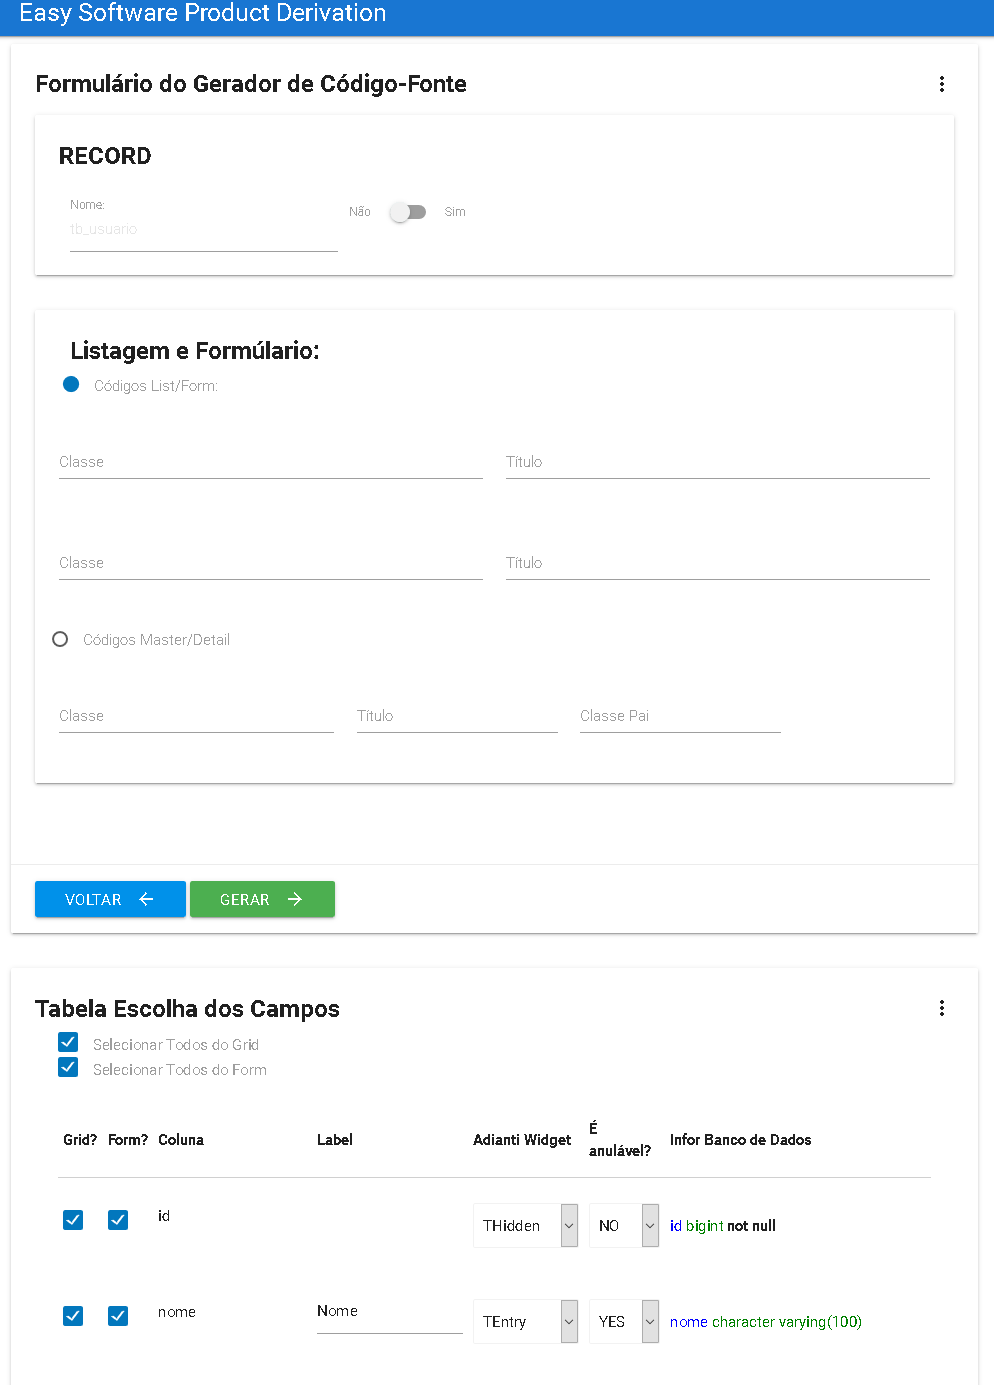 Easy Software Product Derivation
Formulário do Gerador de Código-Fonte
RECORD
Nome:
tb_usuario
Não Sim
Listagem e Formúlario:
Códigos List/Form:
Classe Título
Classe Título
Códigos Master/Detail
Classe Título Classe Pai
VOLTAR GERAR
Tabela Escolha dos Campos
Selecionar Todos do Grid
Selecionar Todos do Form
Grid? Form? Coluna Label Adianti Widget É anulável? Infor Banco de Dados
id THidden NO id bigint not null
nome Nome TEntry YES nome character varying(100)